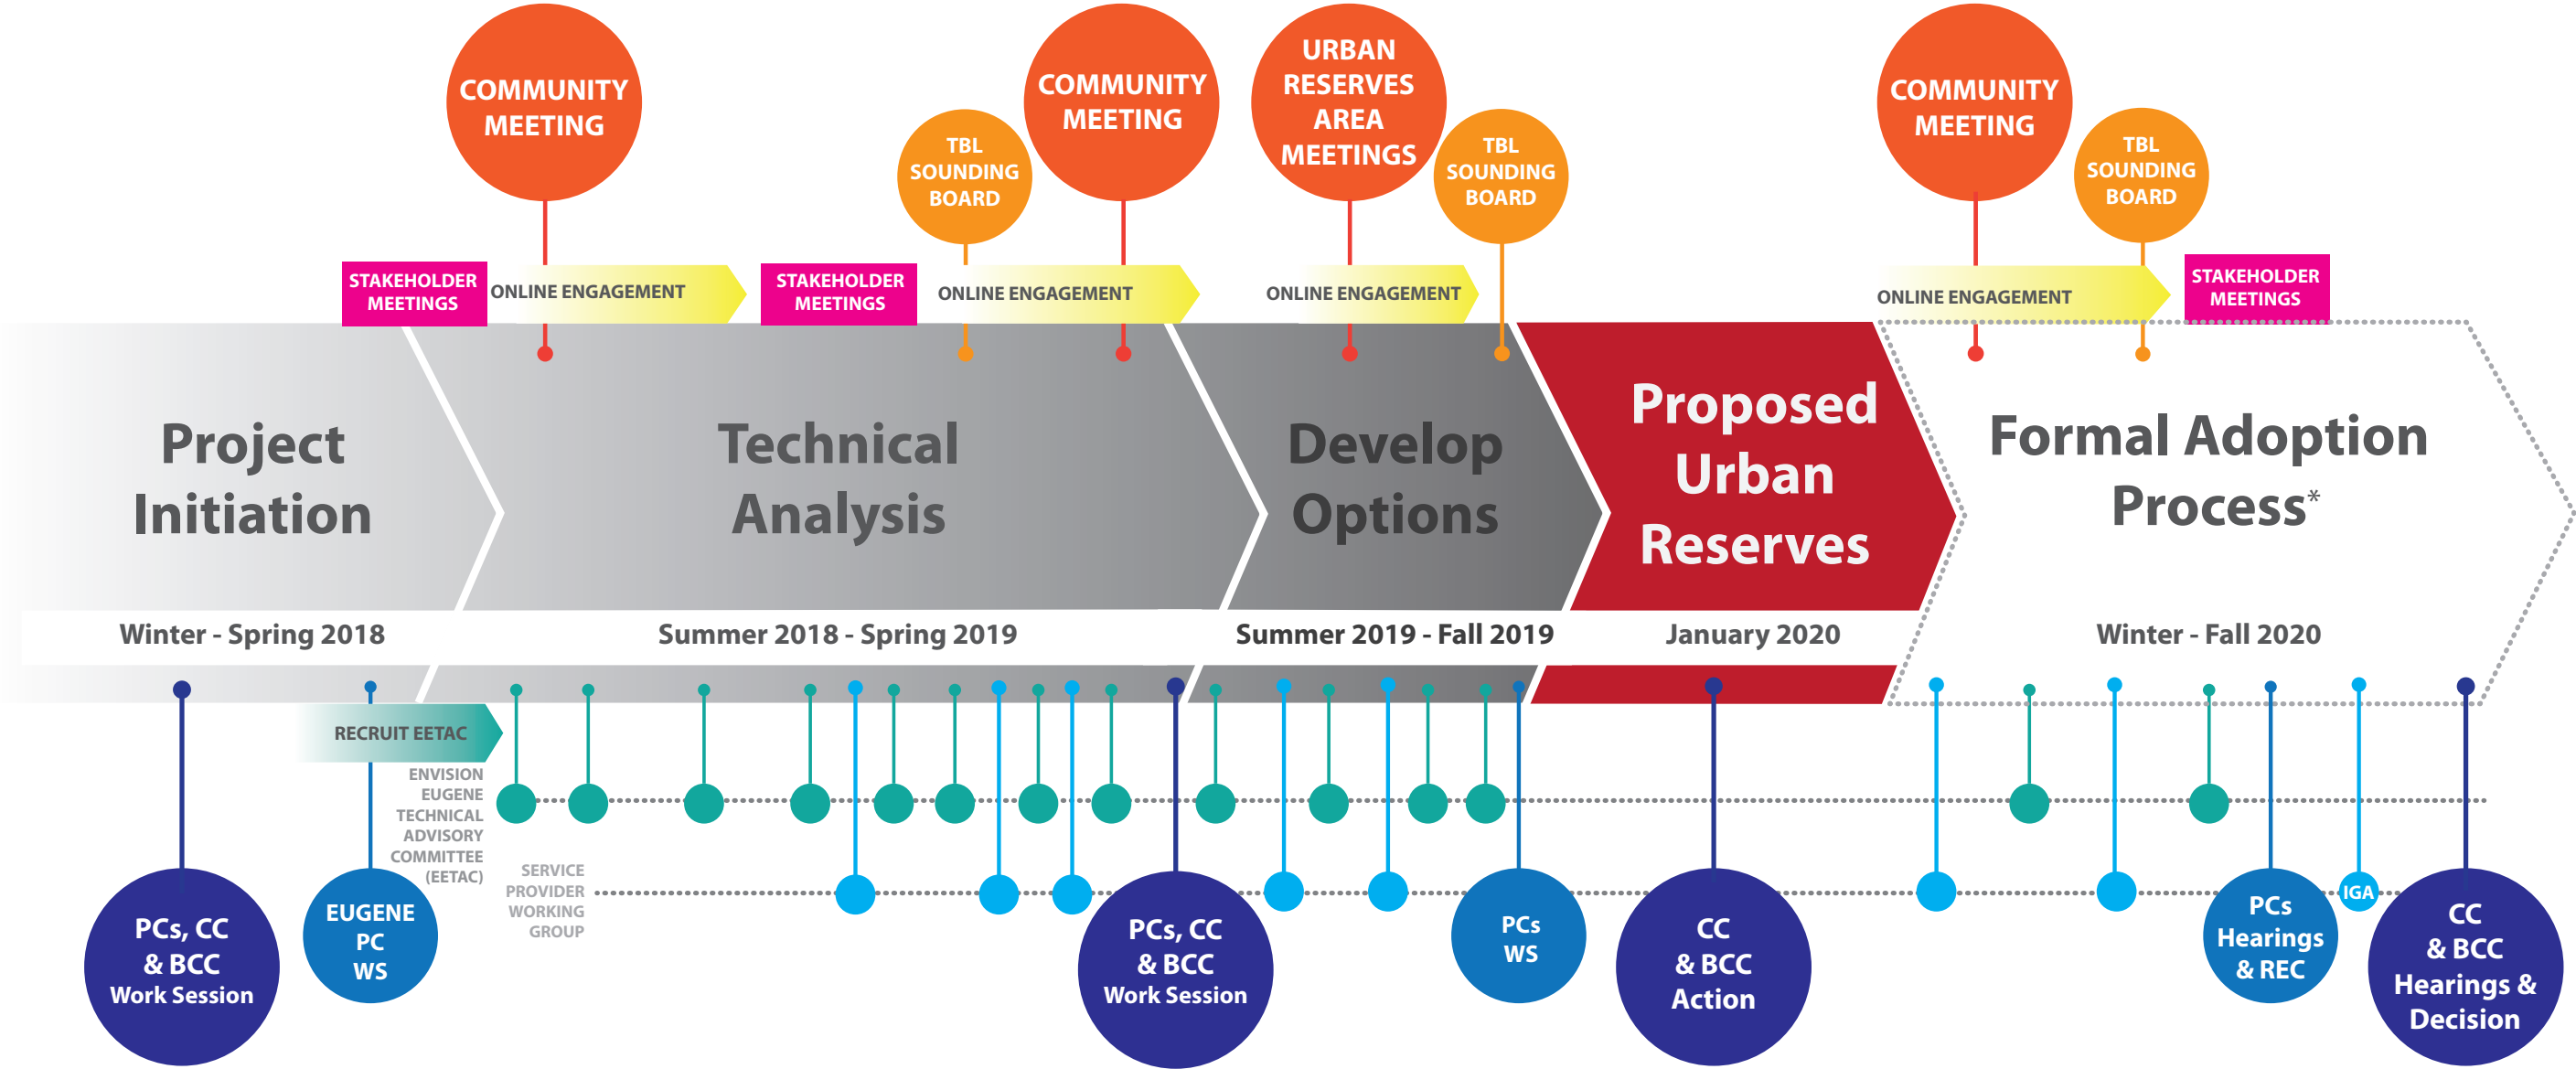 COMMUNITY
MEETING
TBL
SOUNDING
BOARD
COMMUNITY
MEETING
URBAN
RESERVES
AREA
MEETINGS
TBL
SOUNDING
BOARD
COMMUNITY
MEETING
TBL
SOUNDING
BOARD
STAKEHOLDER
MEETINGS
ONLINE ENGAGEMENT
STAKEHOLDER
MEETINGS
ONLINE ENGAGEMENT
ONLINE ENGAGEMENT
ONLINE ENGAGEMENT
STAKEHOLDER
MEETINGS
Project
Initiation
Technical
Analysis
Develop
Options
Proposed
Urban
Reserves
Formal Adoption
Process*
Winter - Spring 2018
Summer 2018 - Spring 2019
Summer 2019 - Fall 2019
January 2020
Winter - Fall 2020
RECRUIT EETAC
ENVISION
EUGENE
TECHNICAL
ADVISORY
COMMITTEE
(EETAC)
SERVICE
PROVIDER
WORKING
GROUP
PCs, CC
& BCC
Work Session
EUGENE
PC
WS
PCs, CC
& BCC
Work Session
PCs
WS
CC
& BCC
Action
PCs
Hearings
& REC
IGA
CC
& BCC
Hearings &
Decision